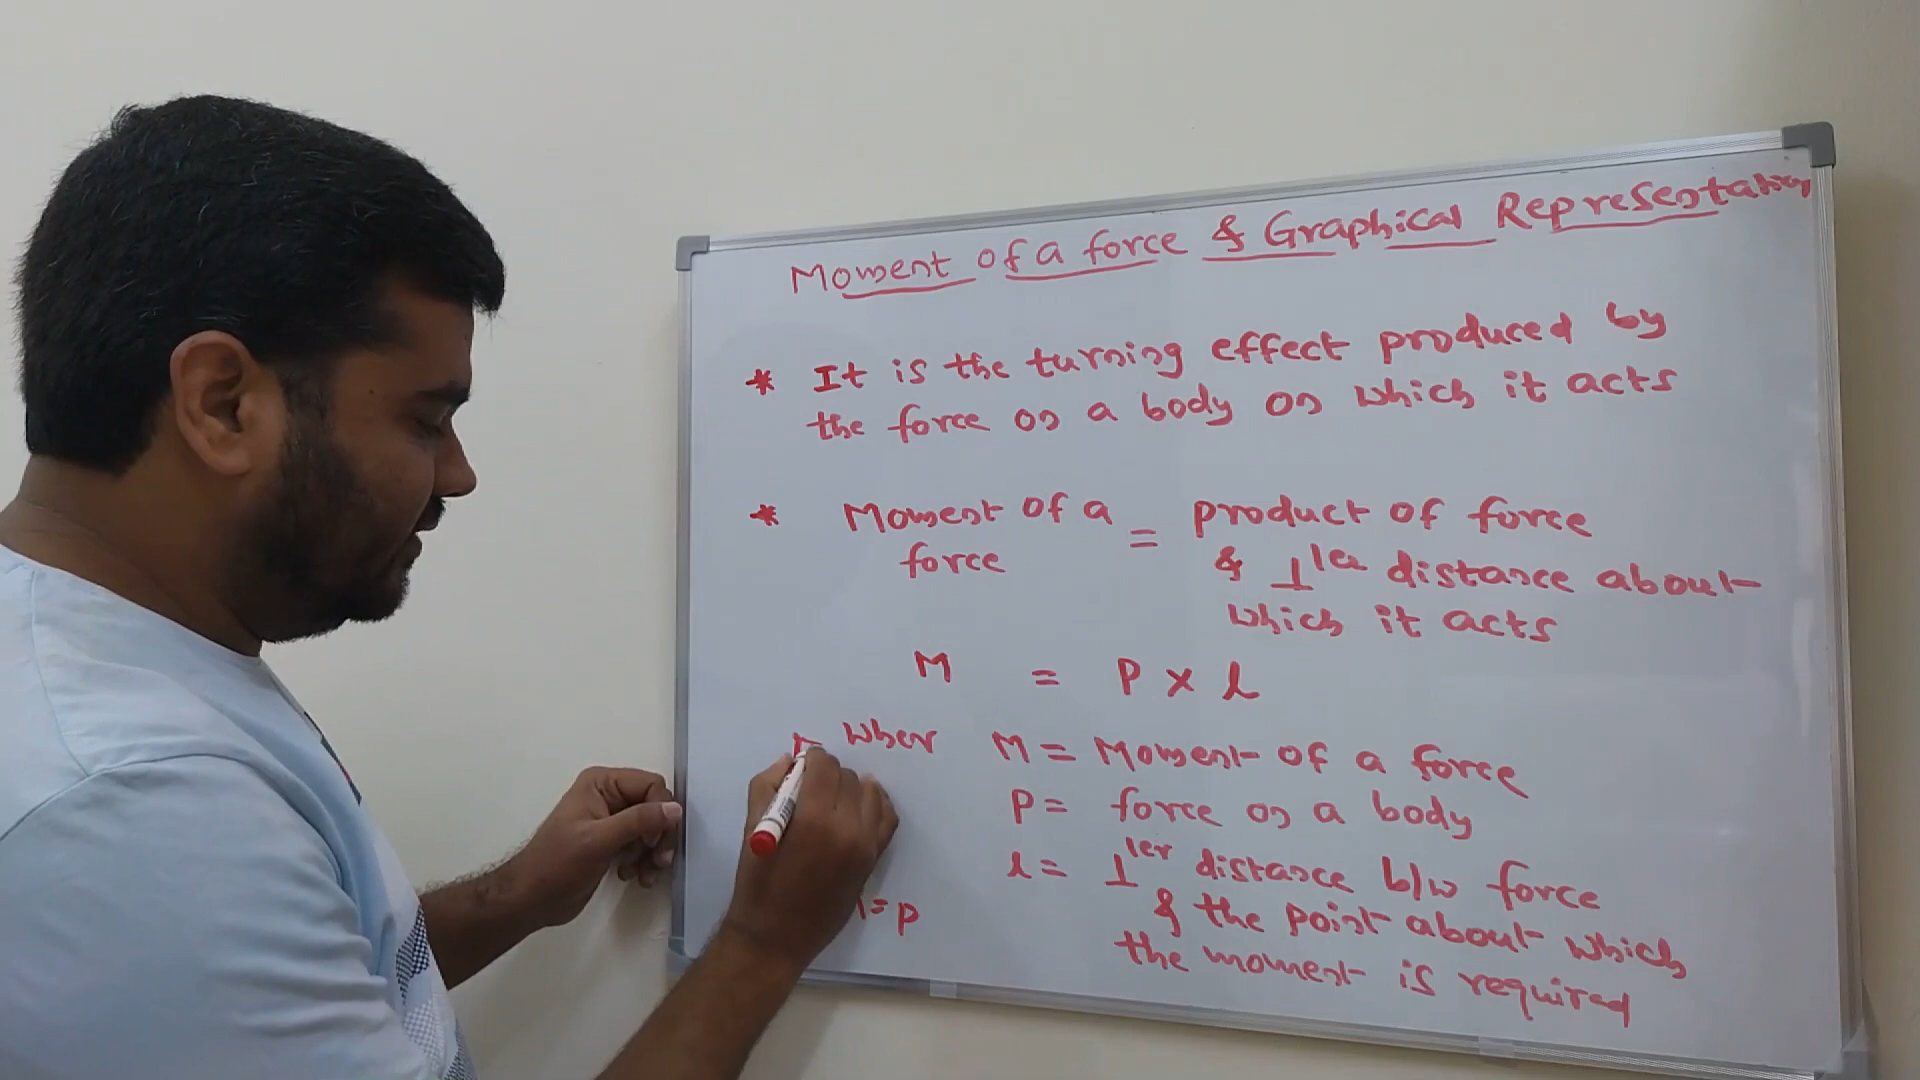 Moment of a force & Graphical Representation
* It is the turning effect produced by
the force on a body on which it acts
* Moment of a force = product of force
& ⊥ler distance about
which it acts
M = P x l
wher M = Moment of a force
P = force on a body
l = ⊥ler distance b/w force
& the point about which
the moment is required
= P